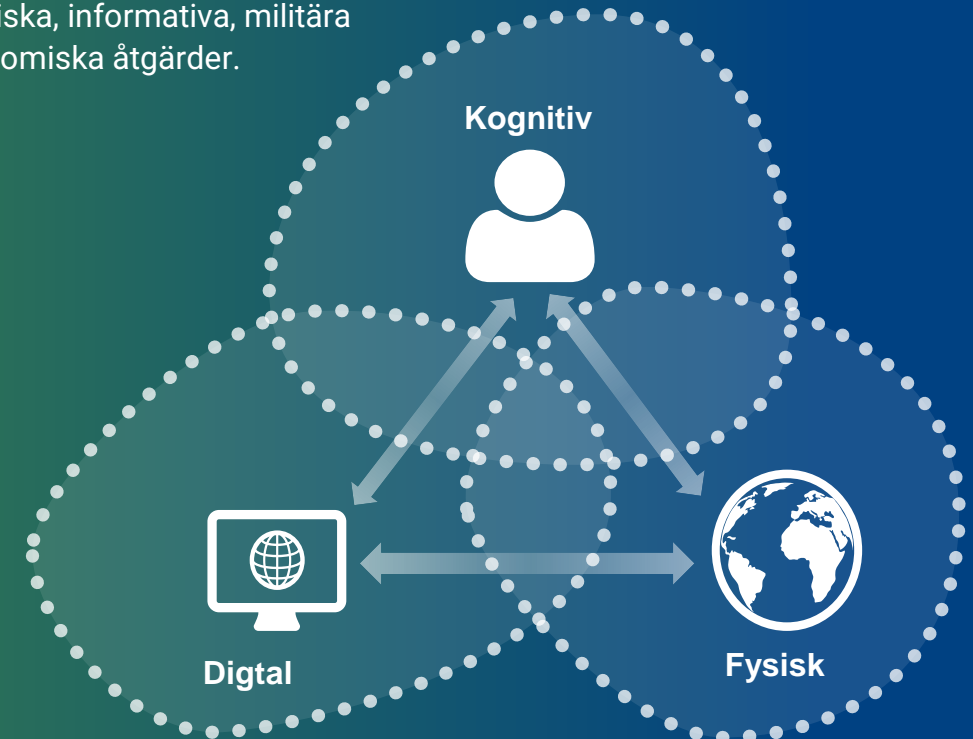 iska, informativa, militära
omiska åtgärder.
Kognitiv
Digtal
Fysisk